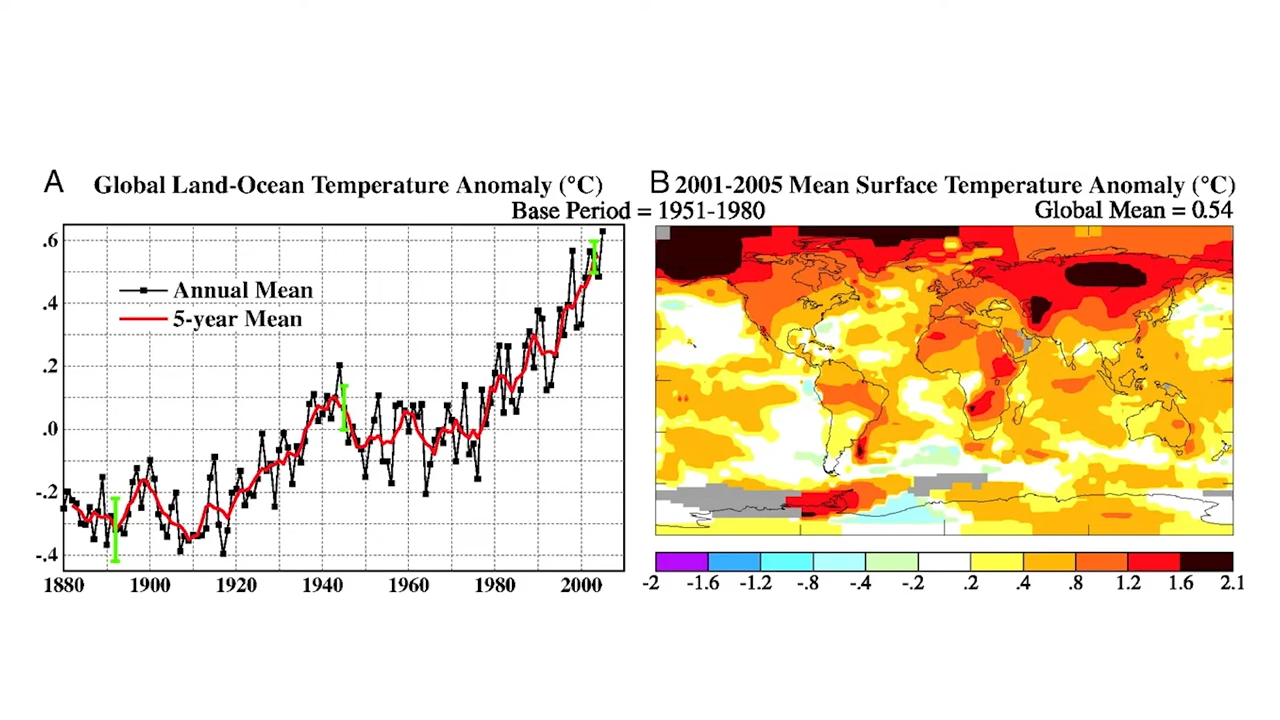 A Global Land-Ocean Temperature Anomaly (°C)
B 2001-2005 Mean Surface Temperature Anomaly (°C)
Base Period = 1951-1980
Global Mean = 0.54
.6
.4
.2
.0
-.2
-.4
Annual Mean
5-year Mean
1880 1900 1920 1940 1960 1980 2000
-2 -1.6 -1.2 -.8 -.4 -.2 .2 .4 .8 1.2 1.6 2.1